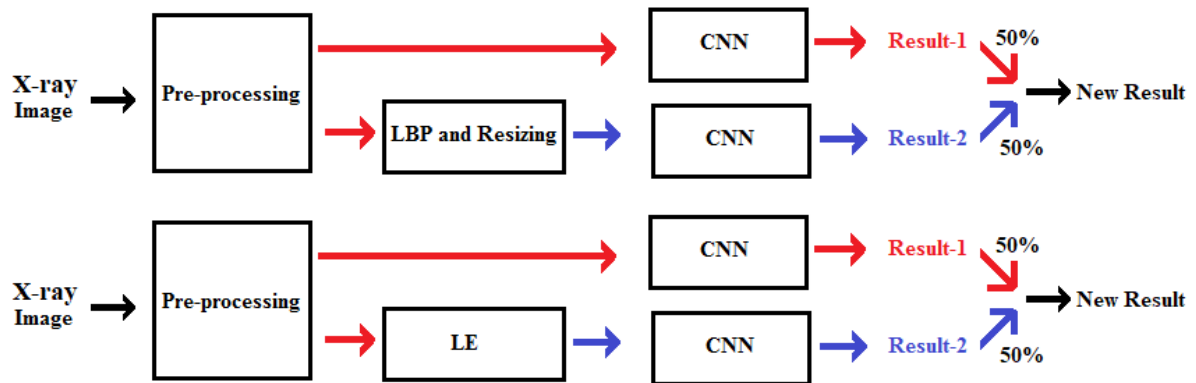 CNN
Result-1
50%
X-ray
Image
Pre-processing
New Result
LBP and Resizing
CNN
Result-2
50%
CNN
Result-1
50%
X-ray
Image
Pre-processing
New Result
LE
CNN
Result-2
50%